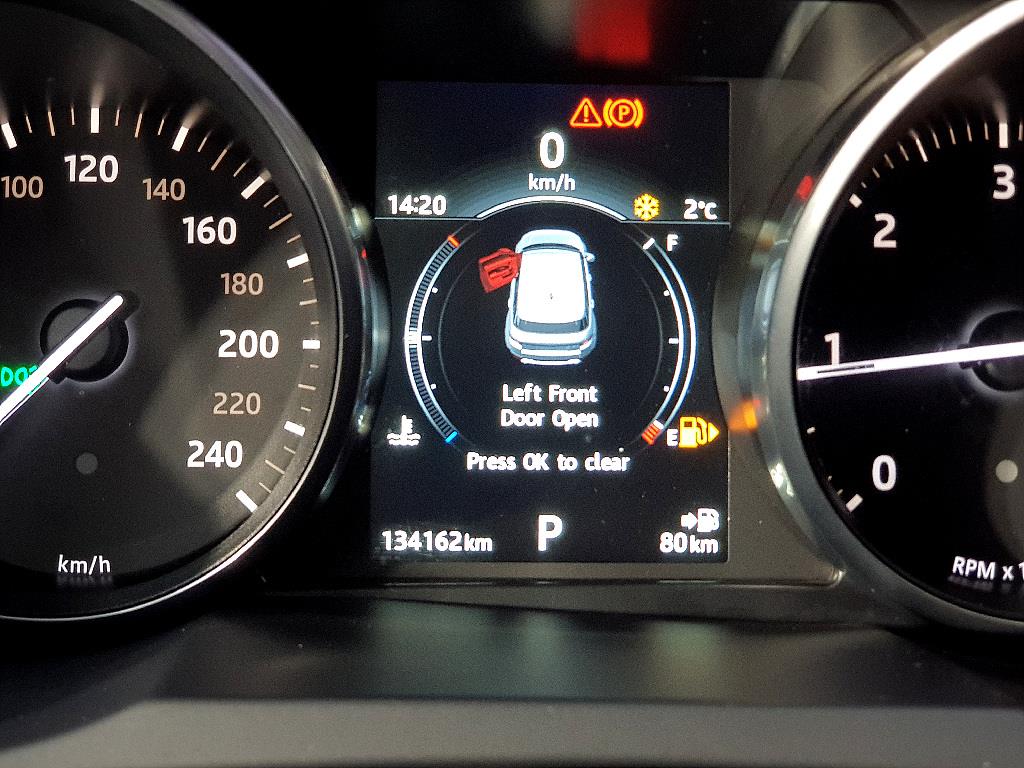 100
120
140
160
180
200
220
240
km/h
P
0
km/h
14:20
2°C
F
Left Front
Door Open
E
Press OK to clear
134162km
P
80km
0
1
2
3
RPM x 1